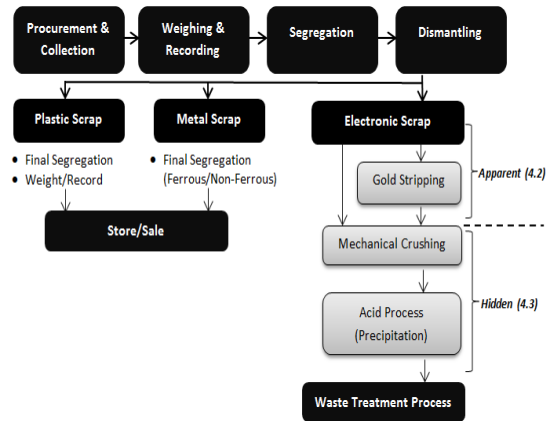 Procurement &
Collection
Weighing &
Recording
Segregation
Dismantling
Plastic Scrap
Metal Scrap
Electronic Scrap
• Final Segregation
• Weight/Record
• Final Segregation
(Ferrous/Non-Ferrous)
Gold Stripping
Apparent (4.2)
Store/Sale
Mechanical Crushing
Acid Process
(Precipitation)
Hidden (4.3)
Waste Treatment Process